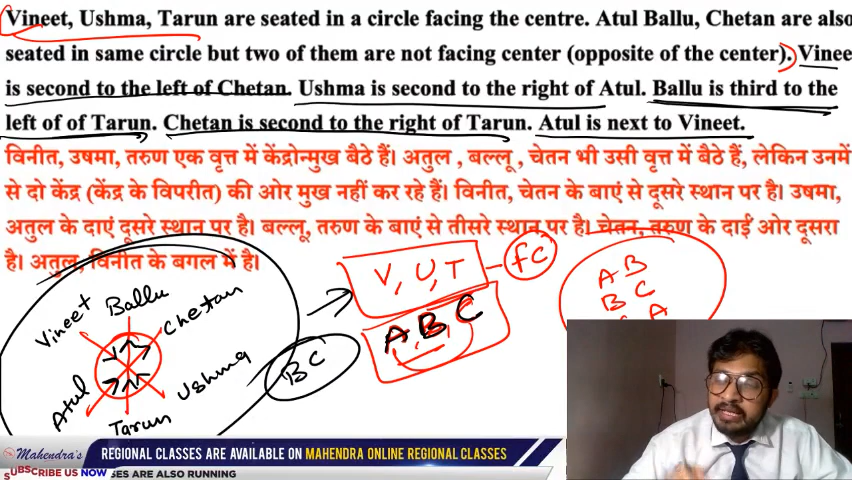 Vineet, Ushma, Tarun are seated in a circle facing the centre. Atul Ballu, Chetan are also
seated in same circle but two of them are not facing center (opposite of the center). Vinee
is second to the left of Chetan. Ushma is second to the right of Atul. Ballu is third to the
left of of Tarun. Chetan is second to the right of Tarun. Atul is next to Vineet.
विनीत, उषमा, तरुण एक वृत्त में केंद्रोन्मुख बैठे हैं। अतुल , बल्लू , चेतन भी उसी वृत्त में बैठे हैं, लेकिन उनमें
से दो केंद्र (केंद्र के विपरीत) की ओर मुख नहीं कर रहे हैं। विनीत, चेतन के बाएं से दूसरे स्थान पर है। उषमा,
अतुल के दाएं दूसरे स्थान पर है। बल्लू, तरुण के बाएं से तीसरे स्थान पर है। चेतन, तरुण के दाईं ओर दूसरा
है। अतुल, विनीत के बगल में है।
Vineet Ballu Chetan
Atul Tarun Ushma
BC
V, U, T fC
A, B, C
AB
BC
A
Mahendra's
REGIONAL CLASSES ARE AVAILABLE ON MAHENDRA ONLINE REGIONAL CLASSES
SUBSCRIBE US NOW SES ARE ALSO RUNNING